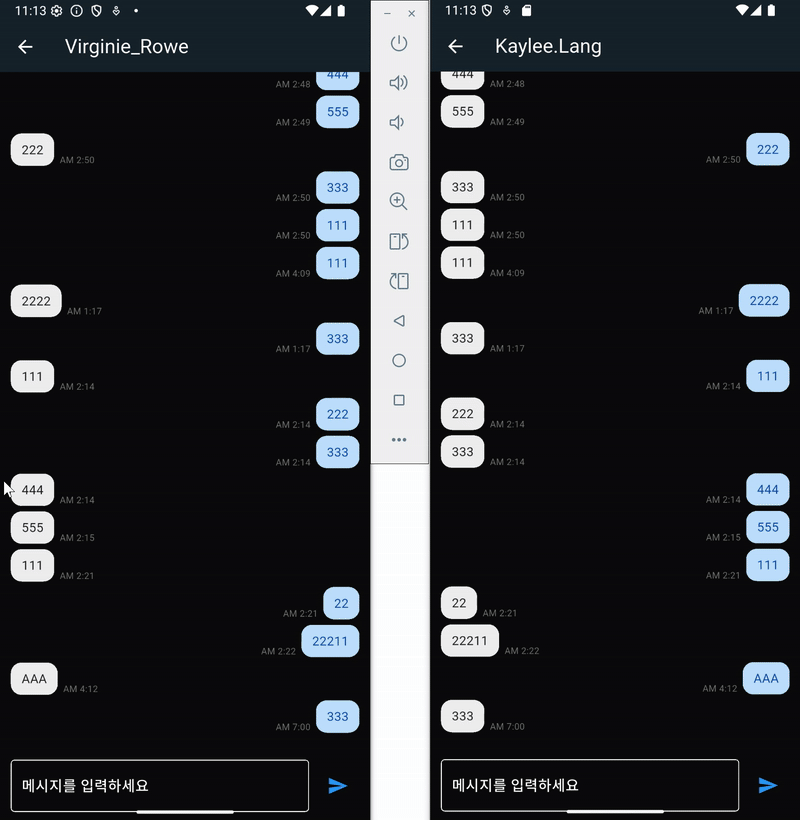 11:13
Virginie_Rowe
AM 2:48 444
AM 2:49 555
222 AM 2:50
AM 2:50 333
AM 2:50 111
AM 4:09 111
2222 AM 1:17
AM 1:17 333
111 AM 2:14
AM 2:14 222
AM 2:14 333
444 AM 2:14
555 AM 2:15
111 AM 2:21
AM 2:21 22
AM 2:22 22211
AAA AM 4:12
AM 7:00 333
메시지를 입력하세요
11:13
Kaylee.Lang
444 AM 2:48
555 AM 2:49
AM 2:50 222
333 AM 2:50
111 AM 2:50
111 AM 4:09
AM 1:17 2222
333 AM 1:17
AM 2:14 111
222 AM 2:14
333 AM 2:14
AM 2:14 444
AM 2:15 555
AM 2:21 111
22 AM 2:21
22211 AM 2:22
AM 4:12 AAA
333 AM 7:00
메시지를 입력하세요